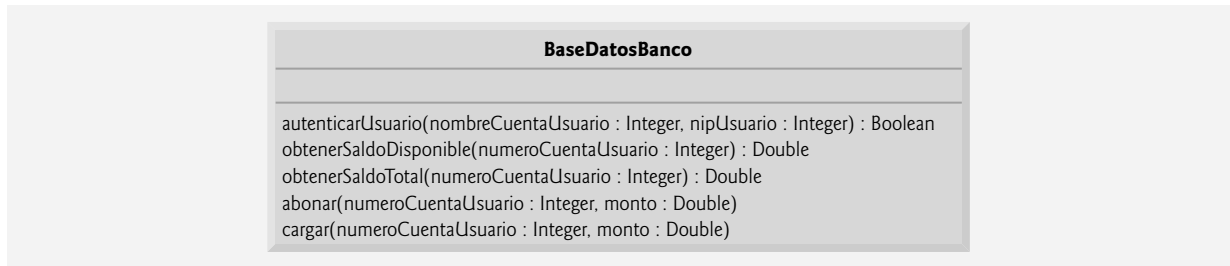 BaseDatosBanco
autenticarUsuario(nombreCuentaUsuario : Integer, nipUsuario : Integer) : Boolean
obtenerSaldoDisponible(numeroCuentaUsuario : Integer) : Double
obtenerSaldoTotal(numeroCuentaUsuario : Integer) : Double
abonar(numeroCuentaUsuario : Integer, monto : Double)
cargar(numeroCuentaUsuario : Integer, monto : Double)